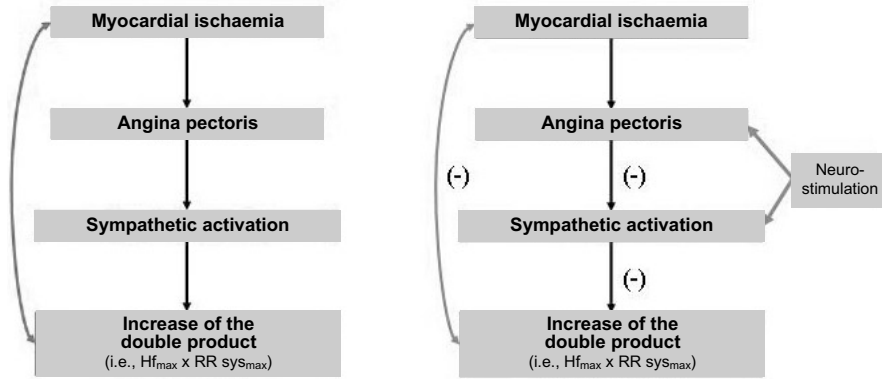 Myocardial ischaemia
Angina pectoris
Sympathetic activation
Increase of the
double product
(i.e., Hfmax x RR sysmax)
Myocardial ischaemia
Angina pectoris
(-)
(-)
Neuro-
stimulation
Sympathetic activation
(-)
Increase of the
double product
(i.e., Hfmax x RR sysmax)